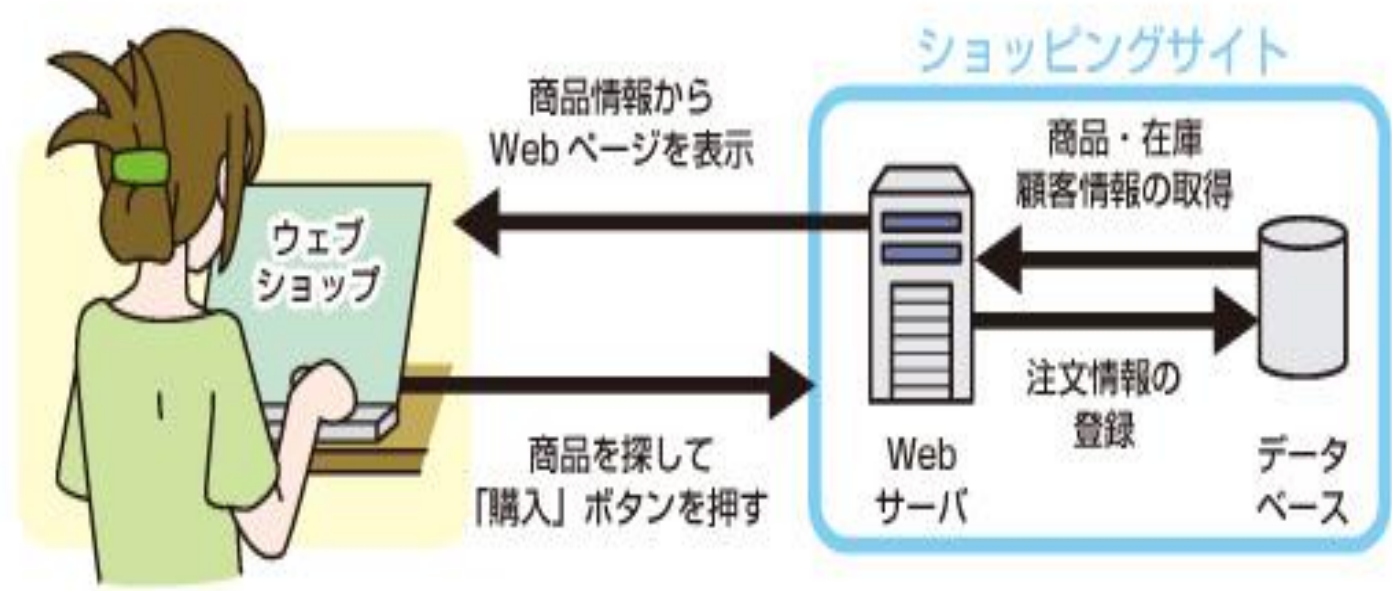 ショッピングサイト
商品情報から
Webページを表示
商品・在庫
顧客情報の取得
ウェブ
ショップ
注文情報の
登録
商品を探して
「購入」ボタンを押す
Web
サーバ
データ
ベース